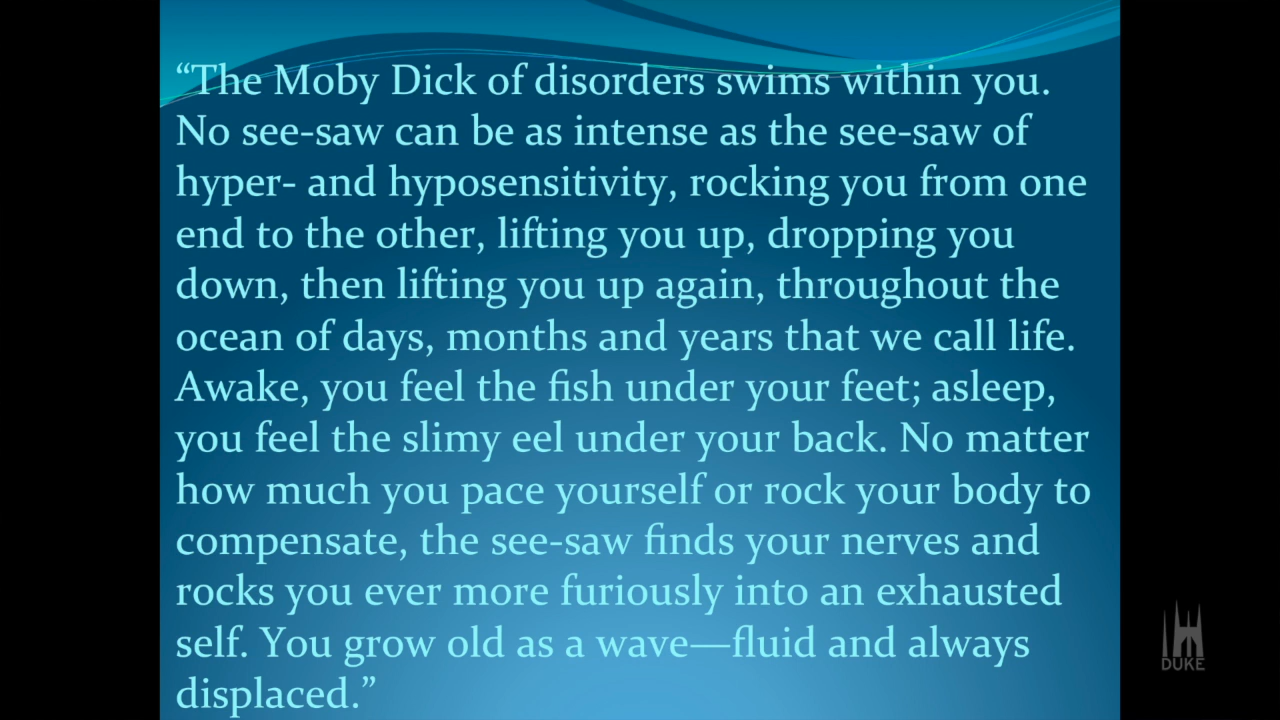 “The Moby Dick of disorders swims within you.
No see-saw can be as intense as the see-saw of
hyper- and hyposensitivity, rocking you from one
end to the other, lifting you up, dropping you
down, then lifting you up again, throughout the
ocean of days, months and years that we call life.
Awake, you feel the fish under your feet; asleep,
you feel the slimy eel under your back. No matter
how much you pace yourself or rock your body to
compensate, the see-saw finds your nerves and
rocks you ever more furiously into an exhausted
self. You grow old as a wave—fluid and always
displaced.”
DUKE